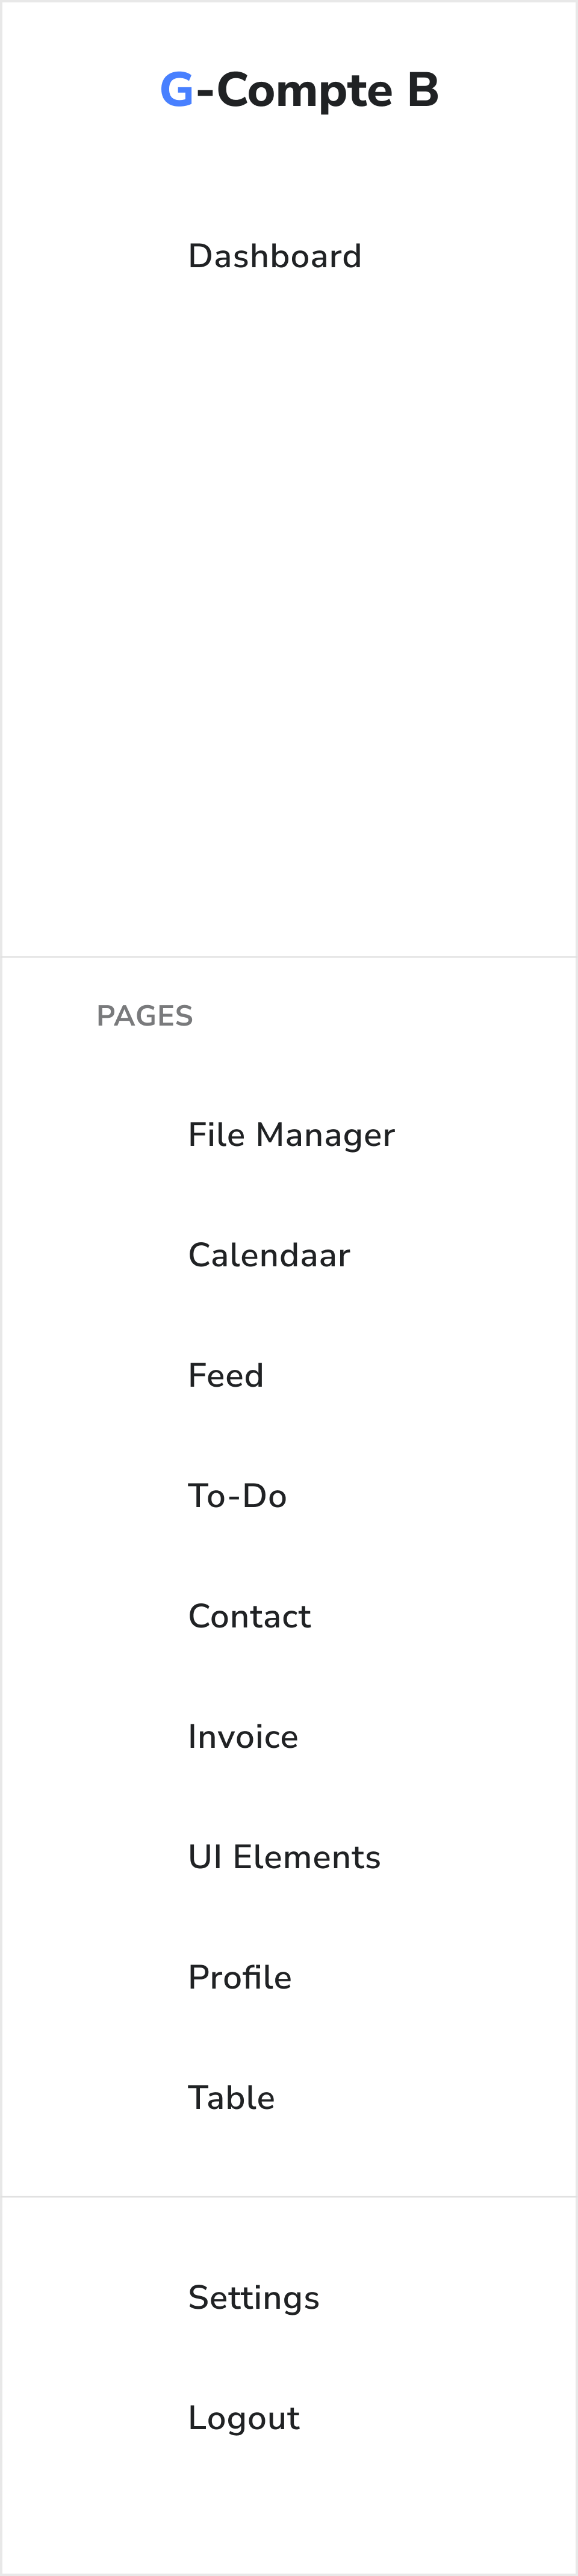 G-Compte B
Dashboard
PAGES
File Manager
Calendaar
Feed
To-Do
Contact
Invoice
UI Elements
Profile
Table
Settings
Logout